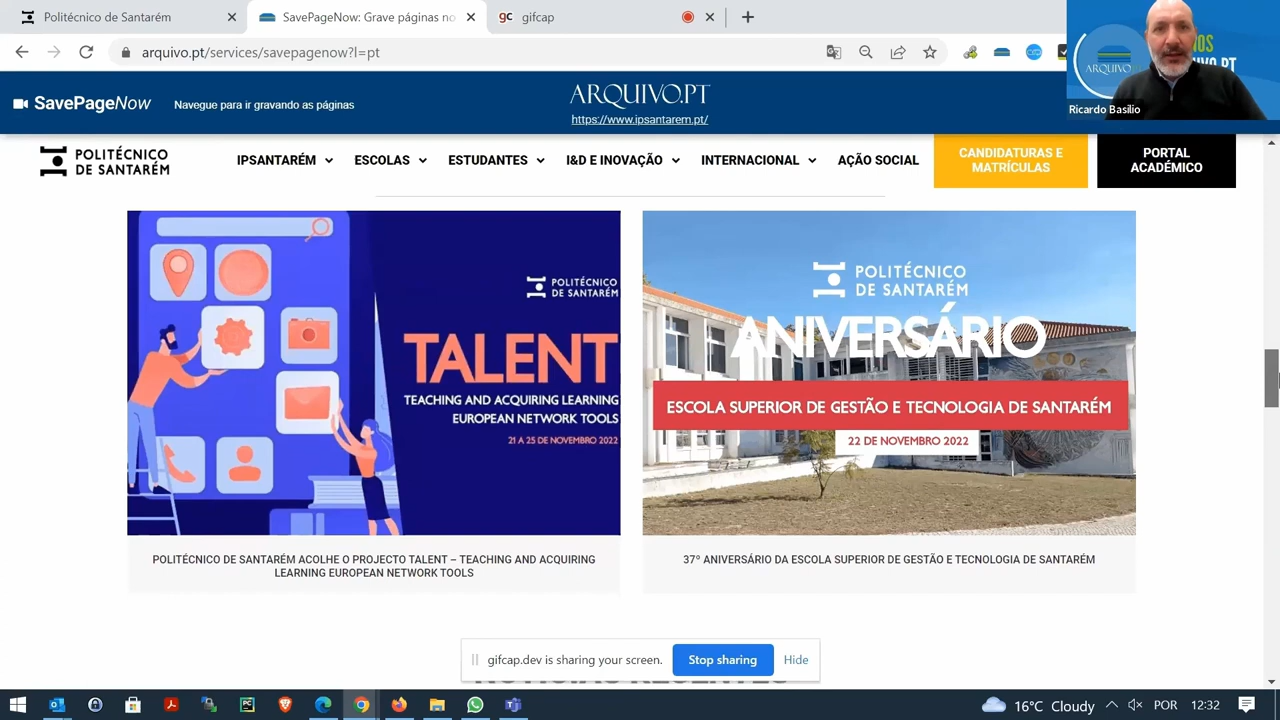 Politécnico de Santarém
SavePageNow: Grave páginas no
gc gifcap
arquivo.pt/services/savepagenow?l=pt
ARQUIVO
Ricardo Basílio
SavePageNow
Navegue para ir gravando as páginas
ARQUIVO.PT
https://www.ipsantarem.pt/
POLITÉCNICO
DE SANTARÉM
IPSANTARÉM
ESCOLAS
ESTUDANTES
I&D E INOVAÇÃO
INTERNACIONAL
AÇÃO SOCIAL
CANDIDATURAS E
MATRÍCULAS
PORTAL
ACADÉMICO
POLITÉCNICO
DE SANTARÉM
TALENT
TEACHING AND ACQUIRING LEARNING
EUROPEAN NETWORK TOOLS
21 A 25 DE NOVEMBRO 2022
POLITÉCNICO
DE SANTARÉM
ANIVERSÁRIO
ESCOLA SUPERIOR DE GESTÃO E TECNOLOGIA DE SANTARÉM
22 DE NOVEMBRO 2022
POLITÉCNICO DE SANTARÉM ACOLHE O PROJECTO TALENT – TEACHING AND ACQUIRING
LEARNING EUROPEAN NETWORK TOOLS
37º ANIVERSÁRIO DA ESCOLA SUPERIOR DE GESTÃO E TECNOLOGIA DE SANTARÉM
gifcap.dev is sharing your screen.
Stop sharing
Hide
16°C Cloudy
POR
12:32